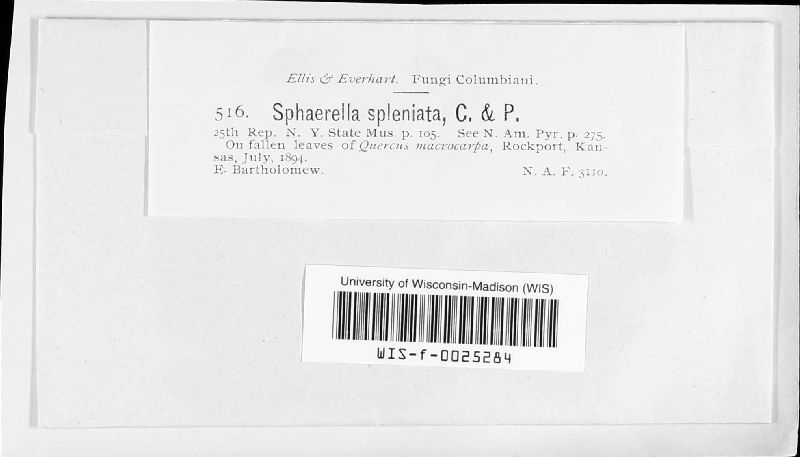 Ellis & Everhart. Fungi Columbiani.
516. Sphaerella spleniata, C. & P.
25th Rep. N. Y. State Mus. p. 105. See N. Am. Pyr. p. 275.
On fallen leaves of Quercus macrocarpa, Rockport, Kan-
sas, July, 1894.
E. Bartholomew. N. A. F. 3110.
University of Wisconsin-Madison (WIS)
WIS-f-0025284